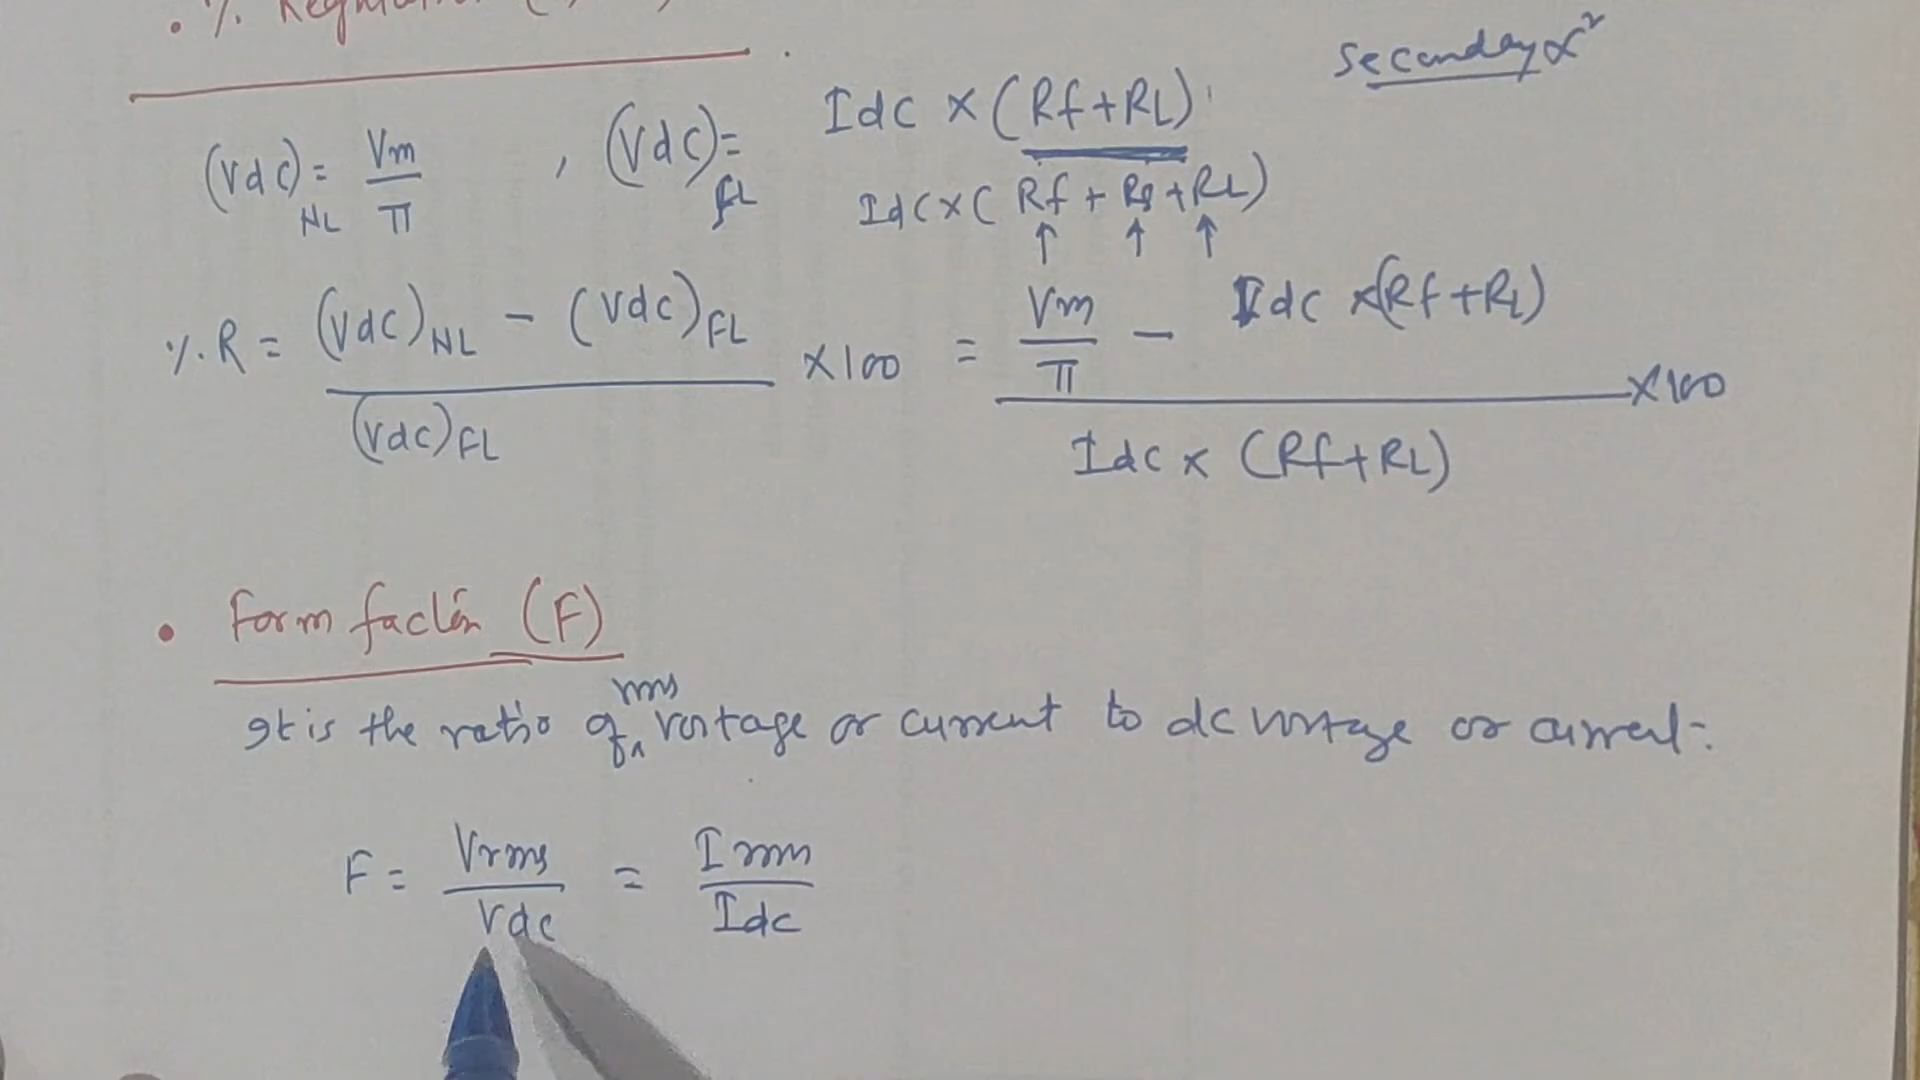 • %. Regulation
Secondary xr
(Vdc)NL = Vm/π , (Vdc)FL = Idc × (Rf+RL)
Idc × (Rf + Rs + RL)
%.R = (Vdc)NL - (Vdc)FL / (Vdc)FL ×100 = Vm/π - Idc ×(Rf+RL) / Idc × (Rf+RL) ×100
• Form factor (F)
It is the ratio of rms voltage or current to dc voltage or current.
F = Vrms/Vdc = Irms/Idc